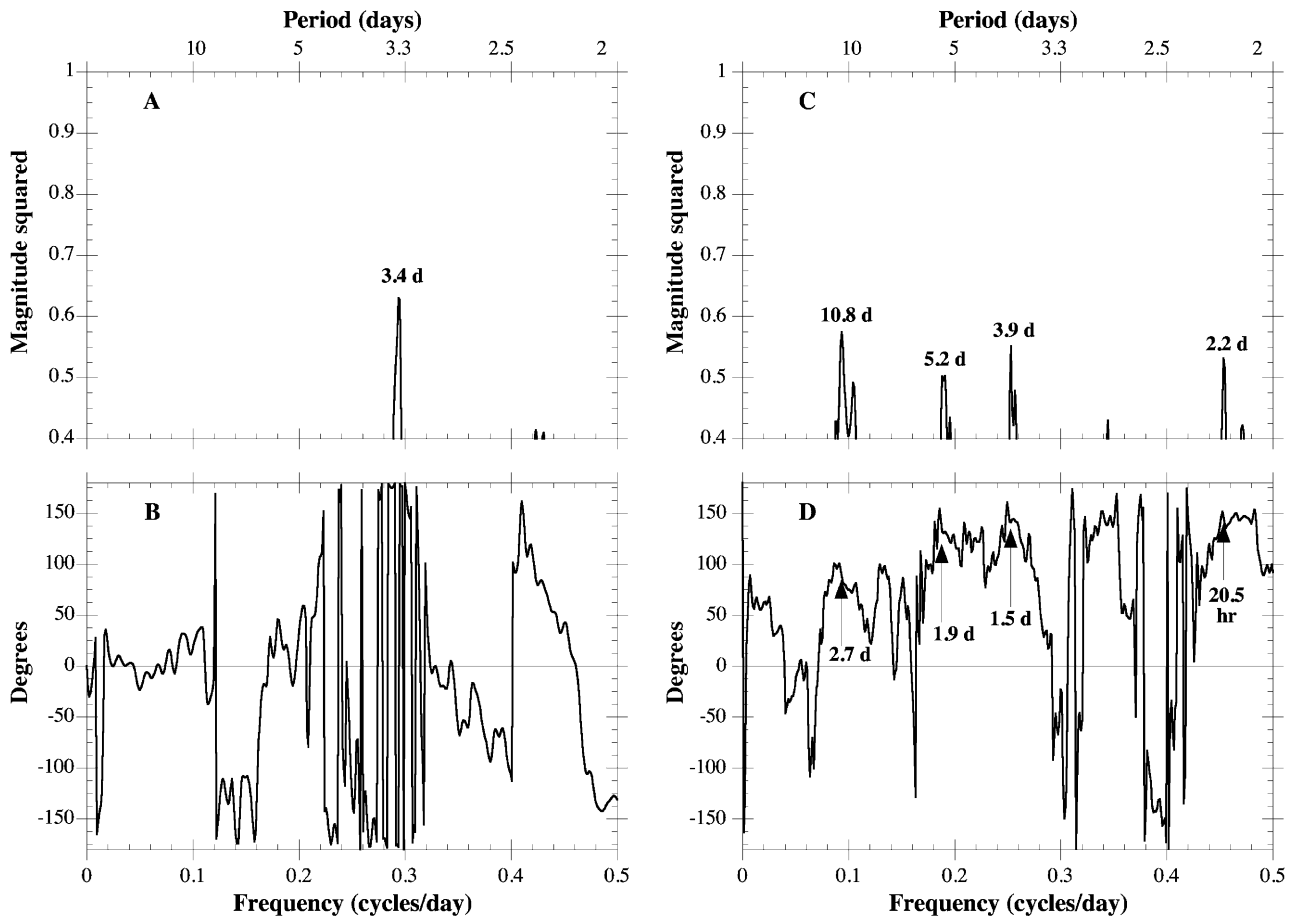 Period (days)
10 5 3.3 2.5 2
A
1
0.9
0.8
0.7
0.6
0.5
0.4
Magnitude squared
3.4 d
B
150
100
50
0
-50
-100
-150
Degrees
0 0.2 0.3 0.4 0.5
Frequency (cycles/day)
Period (days)
10 5 3.3 2.5 2
C
1
0.9
0.8
0.7
0.6
0.5
0.4
Magnitude squared
10.8 d
5.2 d
3.9 d
2.2 d
D
150
100
50
0
-50
-100
-150
Degrees
2.7 d
1.9 d
1.5 d
20.5
hr
0 0.1 0.2 0.3 0.4 0.5
Frequency (cycles/day)